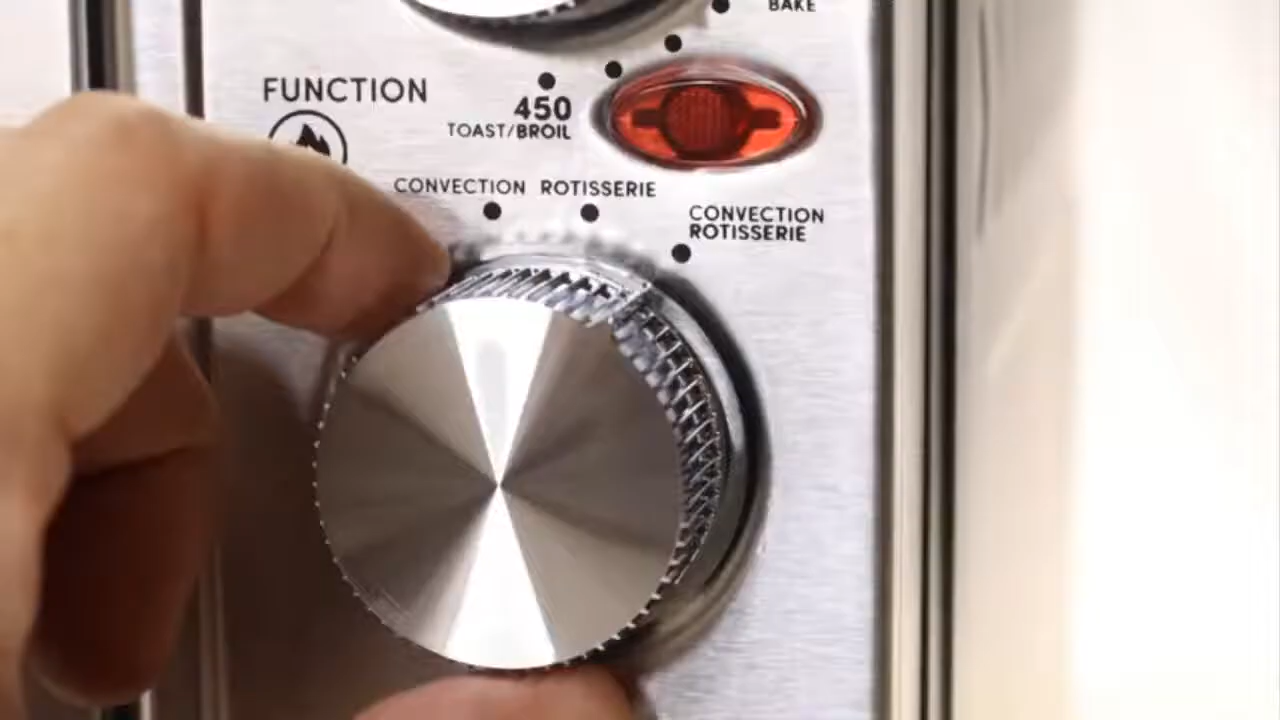 BAKE
FUNCTION
450
TOAST/BROIL
CONVECTION
ROTISSERIE
CONVECTION
ROTISSERIE